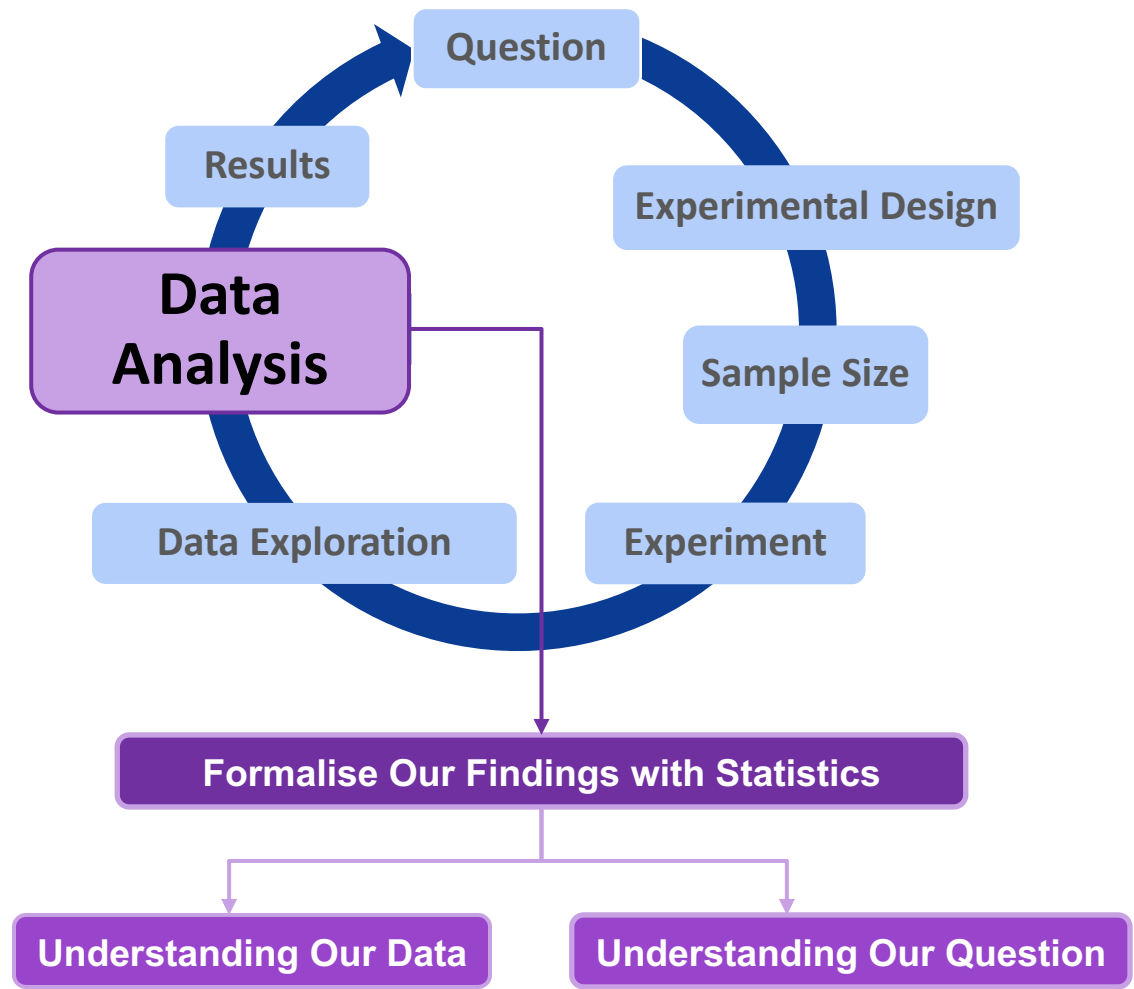 Question
Experimental Design
Sample Size
Experiment
Data Exploration
Data
Analysis
Results
Formalise Our Findings with Statistics
Understanding Our Data
Understanding Our Question